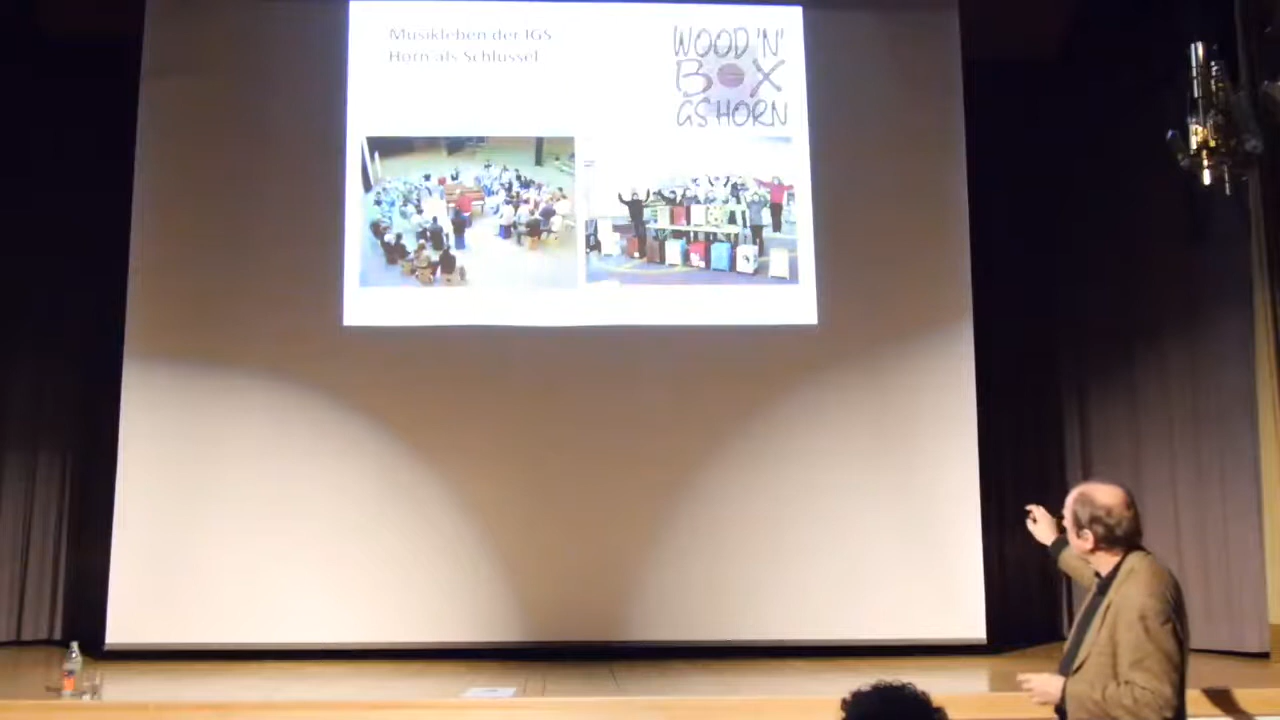 Musikleben der IGS
Horn als Schlüssel
WOOD 'N'
BOX
GS HORN